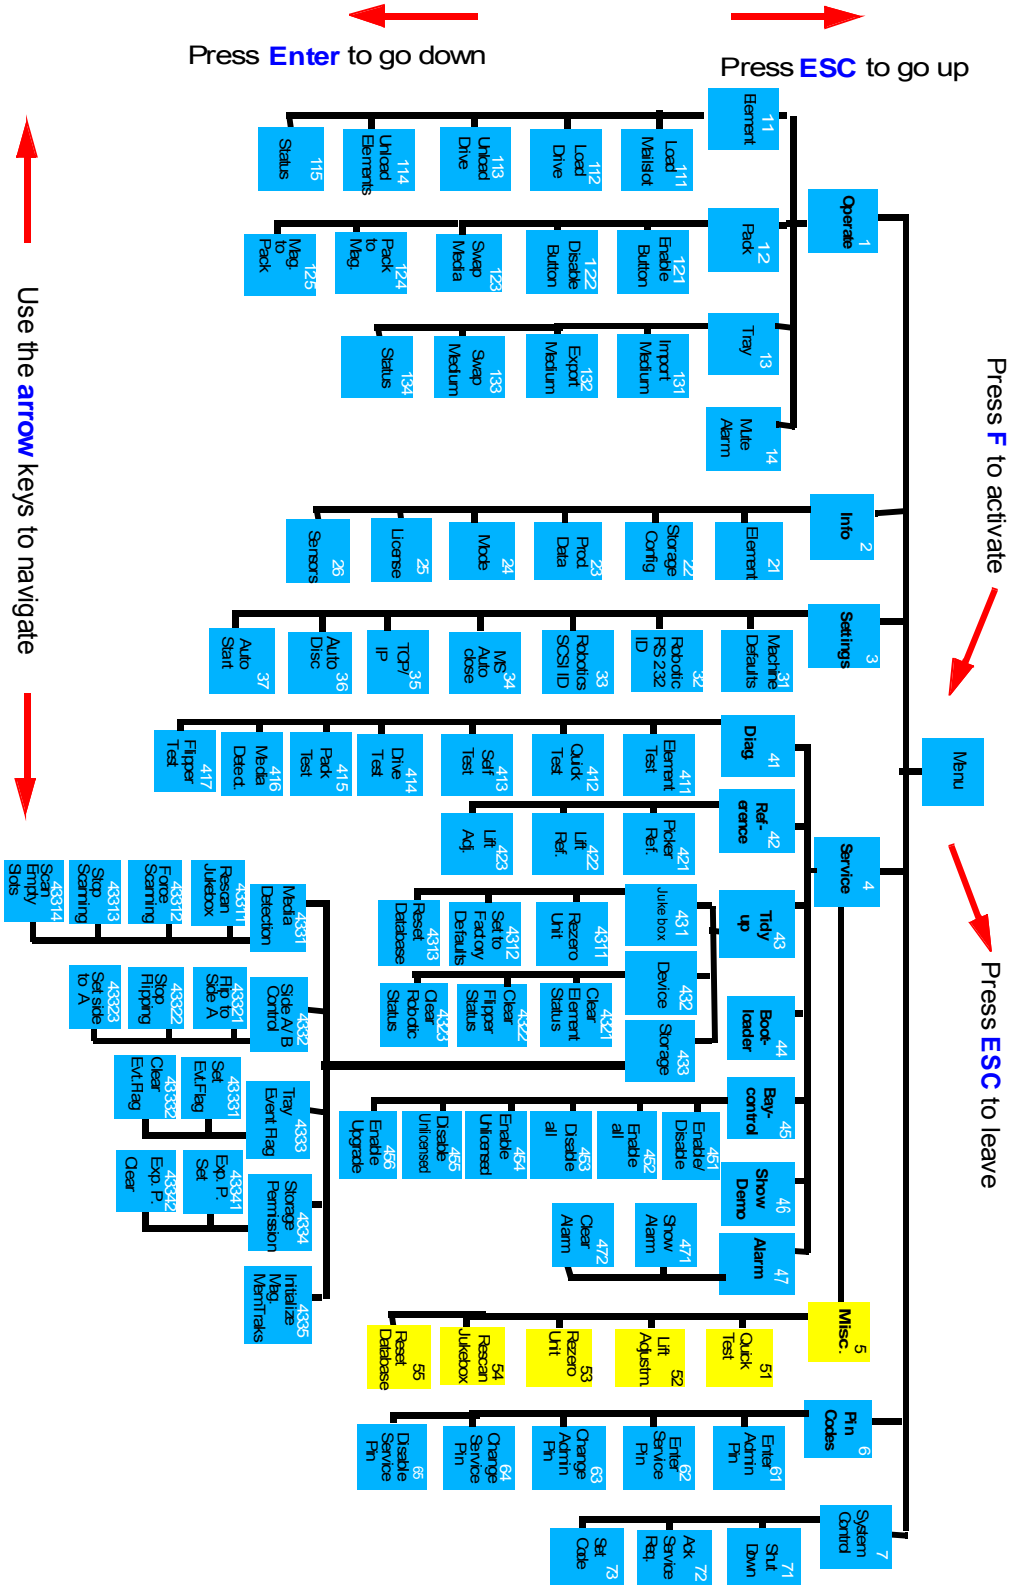 Press Enter to go down
Press ESC to go up
Use the arrow keys to navigate
Press F to activate
Press ESC to leave
Menu
1
Operate
11
Element
111
Load
Mailslot
112
Load
Drive
113
Unload
Drive
114
Unload
Elements
115
Status
12
Pack
121
Enable
Button
122
Disable
Button
123
Swap
Media
124
Pack
to
Mag.
125
Mag.
to
Pack
13
Tray
131
Import
Medium
132
Export
Medium
133
Swap
Medium
134
Status
14
Mute
Alarm
2
Info
21
Element
22
Storage
Config
23
Prod.
Data
24
Mode
25
License
26
Sensors
3
Settings
31
Machine
Defaults
32
Robotic
RS232
ID
33
Robotics
SCSI ID
34
MS
Auto
close
35
TCP/
IP
36
Auto
Disc
37
Auto
Start
4
Service
41
Diag.
411
Element
Test
412
Quick
Test
413
Self
Test
414
Drive
Test
415
Pack
Test
416
Media
Detect.
417
Flipper
Test
42
Ref-
erence
421
Picker
Ref.
422
Lift
Ref.
423
Lift
Adj.
43
Tidy
up
431
Jukebox
4311
Rezero
Unit
4312
Set to
Factory
Defaults
4313
Reset
Database
432
Device
4321
Clear
Element
Status
4322
Clear
Flipper
Status
4323
Clear
Robotic
Status
433
Storage
4331
Media
Detection
43311
Rescan
Jukebox
43312
Force
Scanning
43313
Stop
Scanning
43314
Scan
Empty
Slots
4332
Side A/B
Control
43321
Flip to
Side A
43322
Stop
Flipping
43323
Set side
to A
4333
Tray
Event Flag
43331
Set
Evt.Flag
43332
Clear
Evt.Flag
4334
Storage
Permission
43341
Exp. P.
Set
43342
Exp. P.
Clear
4335
Initialize
Mag.
MemTraks
44
Boot-
loader
45
Bay-
control
451
Enable/
Disable
452
Enable
all
453
Disable
all
454
Enable
Unlicensed
455
Disable
Unlicensed
456
Enable
Upgrade
46
Show
Demo
47
Alarm
471
Show
Alarm
472
Clear
Alarm
5
Misc.
51
Quick
Test
52
Lift
Adjustm.
53
Rezero
Unit
54
Rescan
Jukebox
55
Reset
Database
6
Pin
Codes
61
Enter
Admin
Pin
62
Enter
Service
Pin
63
Change
Admin
Pin
64
Change
Service
Pin
65
Disable
Service
Pin
7
System
Control
71
Shut
Down
72
Ack
Service
Req.
73
Set
Code